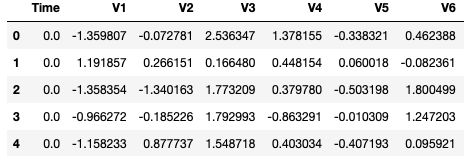 Time V1 V2 V3 V4 V5 V6
0 0.0 -1.359807 -0.072781 2.536347 1.378155 -0.338321 0.462388
1 0.0 1.191857 0.266151 0.166480 0.448154 0.060018 -0.082361
2 0.0 -1.358354 -1.340163 1.773209 0.379780 -0.503198 1.800499
3 0.0 -0.966272 -0.185226 1.792993 -0.863291 -0.010309 1.247203
4 0.0 -1.158233 0.877737 1.548718 0.403034 -0.407193 0.095921